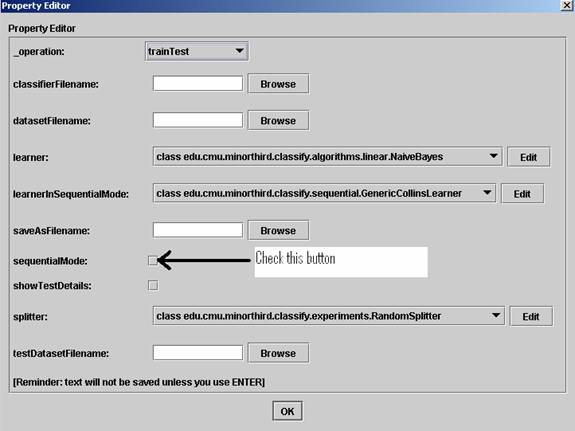 Property Editor
Property Editor
_operation: trainTest
classifierFilename: Browse
datasetFilename: Browse
learner: class edu.cmu.minorthird.classify.algorithms.linear.NaiveBayes Edit
learnerInSequentialMode: class edu.cmu.minorthird.classify.sequential.GenericCollinsLearner Edit
saveAsFilename: Browse
sequentialMode: Check this button
showTestDetails:
splitter: class edu.cmu.minorthird.classify.experiments.RandomSplitter Edit
testDatasetFilename: Browse
[Reminder: text will not be saved unless you use ENTER]
OK